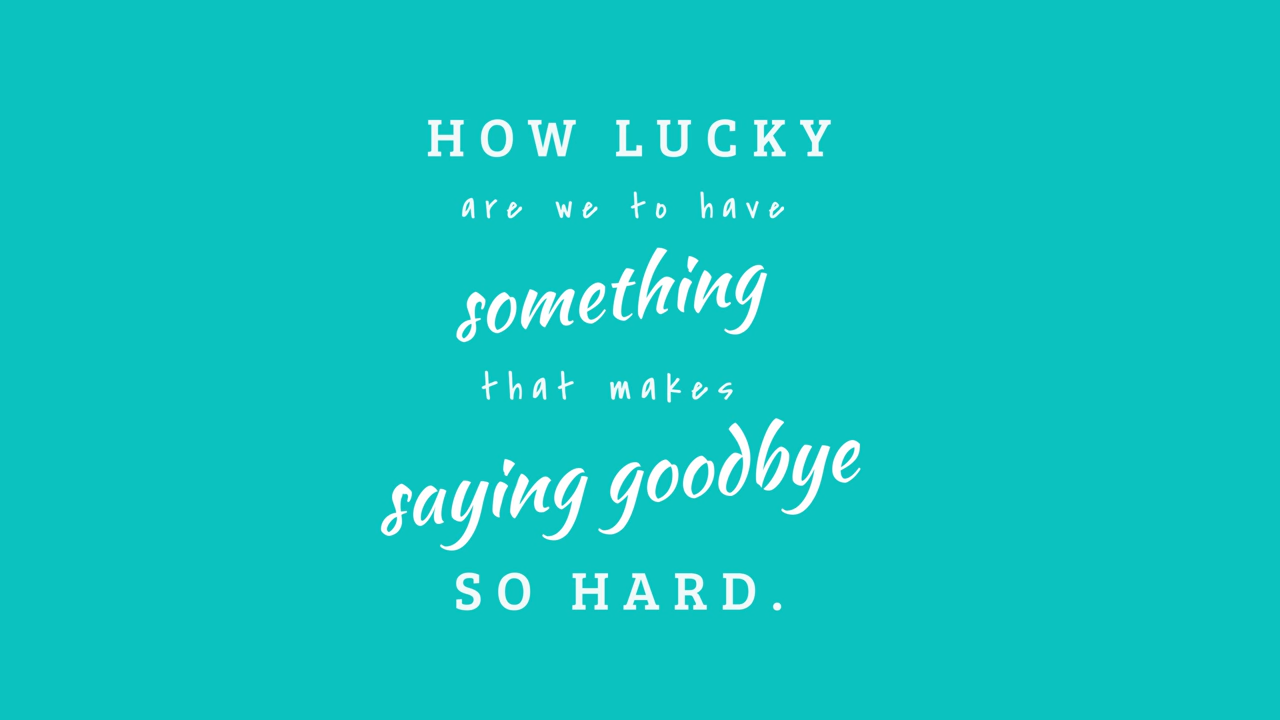 HOW LUCKY
are we to have
something
that makes
saying goodbye
SO HARD.